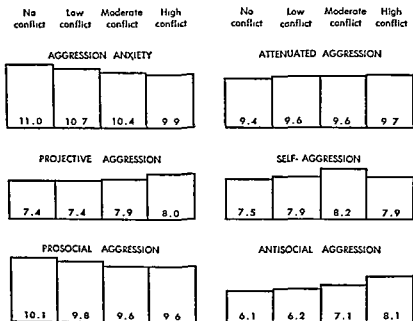 No conflict Low conflict Moderate conflict High conflict No conflict Low conflict Moderate conflict High conflict
AGGRESSION ANXIETY
11.0 10.7 10.4 9.9
ATTENUATED AGGRESSION
9.4 9.6 9.6 9.7
PROJECTIVE AGGRESSION
7.4 7.4 7.9 8.0
SELF-AGGRESSION
7.5 7.9 8.2 7.9
PROSOCIAL AGGRESSION
10.1 9.8 9.6 9.6
ANTISOCIAL AGGRESSION
6.1 6.2 7.1 8.1